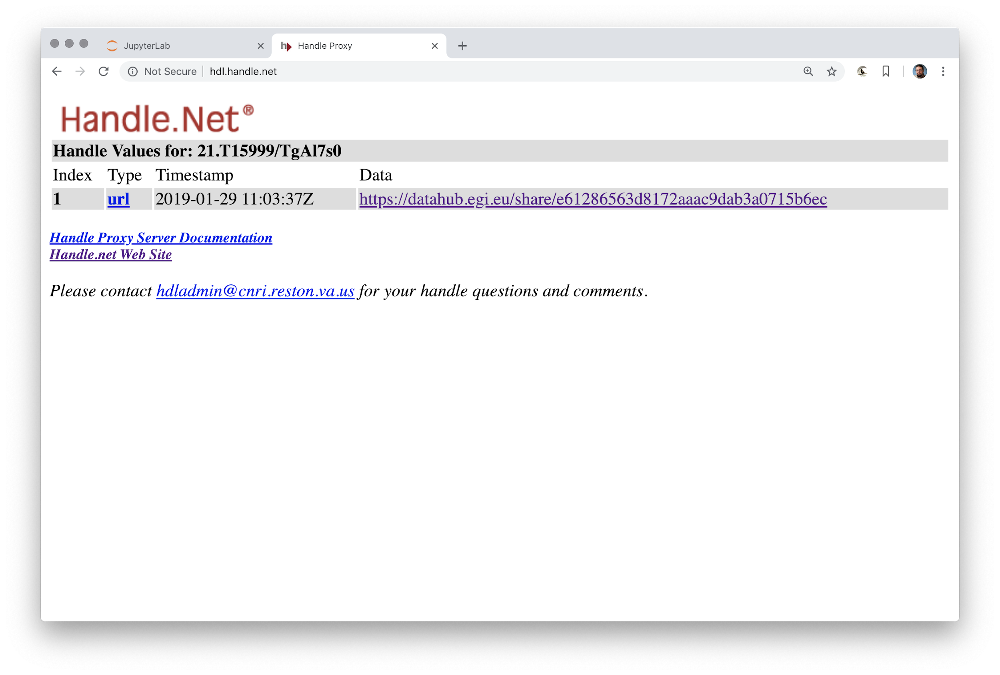 JupyterLab
Handle Proxy
Not Secure hdl.handle.net
Handle.Net®
Handle Values for: 21.T15999/TgAl7s0
Index Type Timestamp Data
1 url 2019-01-29 11:03:37Z https://datahub.egi.eu/share/e61286563d8172aaac9dab3a0715b6ec
Handle Proxy Server Documentation
Handle.net Web Site
Please contact hdladmin@cnri.reston.va.us for your handle questions and comments.